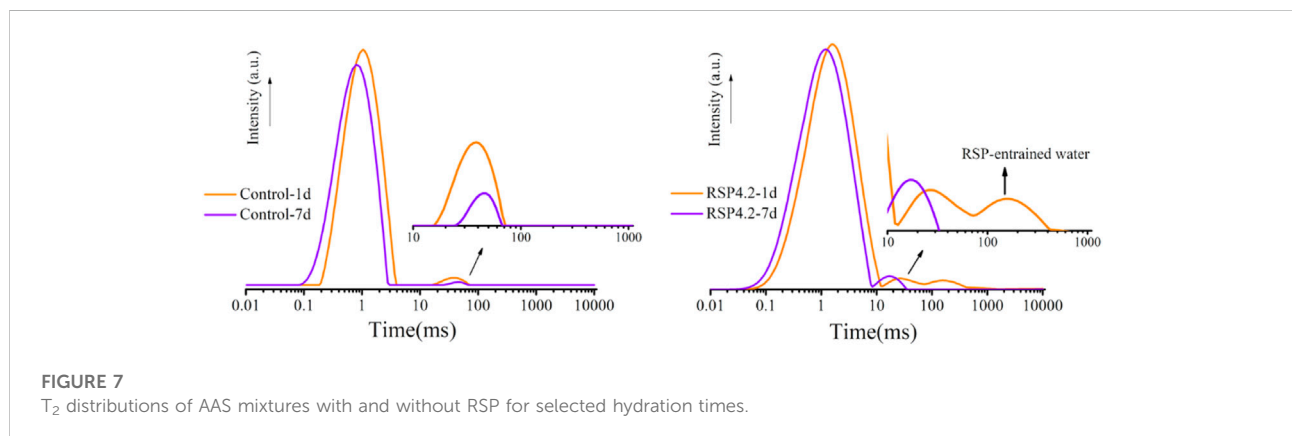 Intensity (a.u.)
Control-1d
Control-7d
10
100
1000
0.01
0.1
1
10
100
1000
10000
Time(ms)
Intensity (a.u.)
RSP-entrained water
RSP4.2-1d
RSP4.2-7d
10
100
1000
0.01
0.1
1
10
100
1000
10000
Time(ms)
FIGURE 7
T₂ distributions of AAS mixtures with and without RSP for selected hydration times.